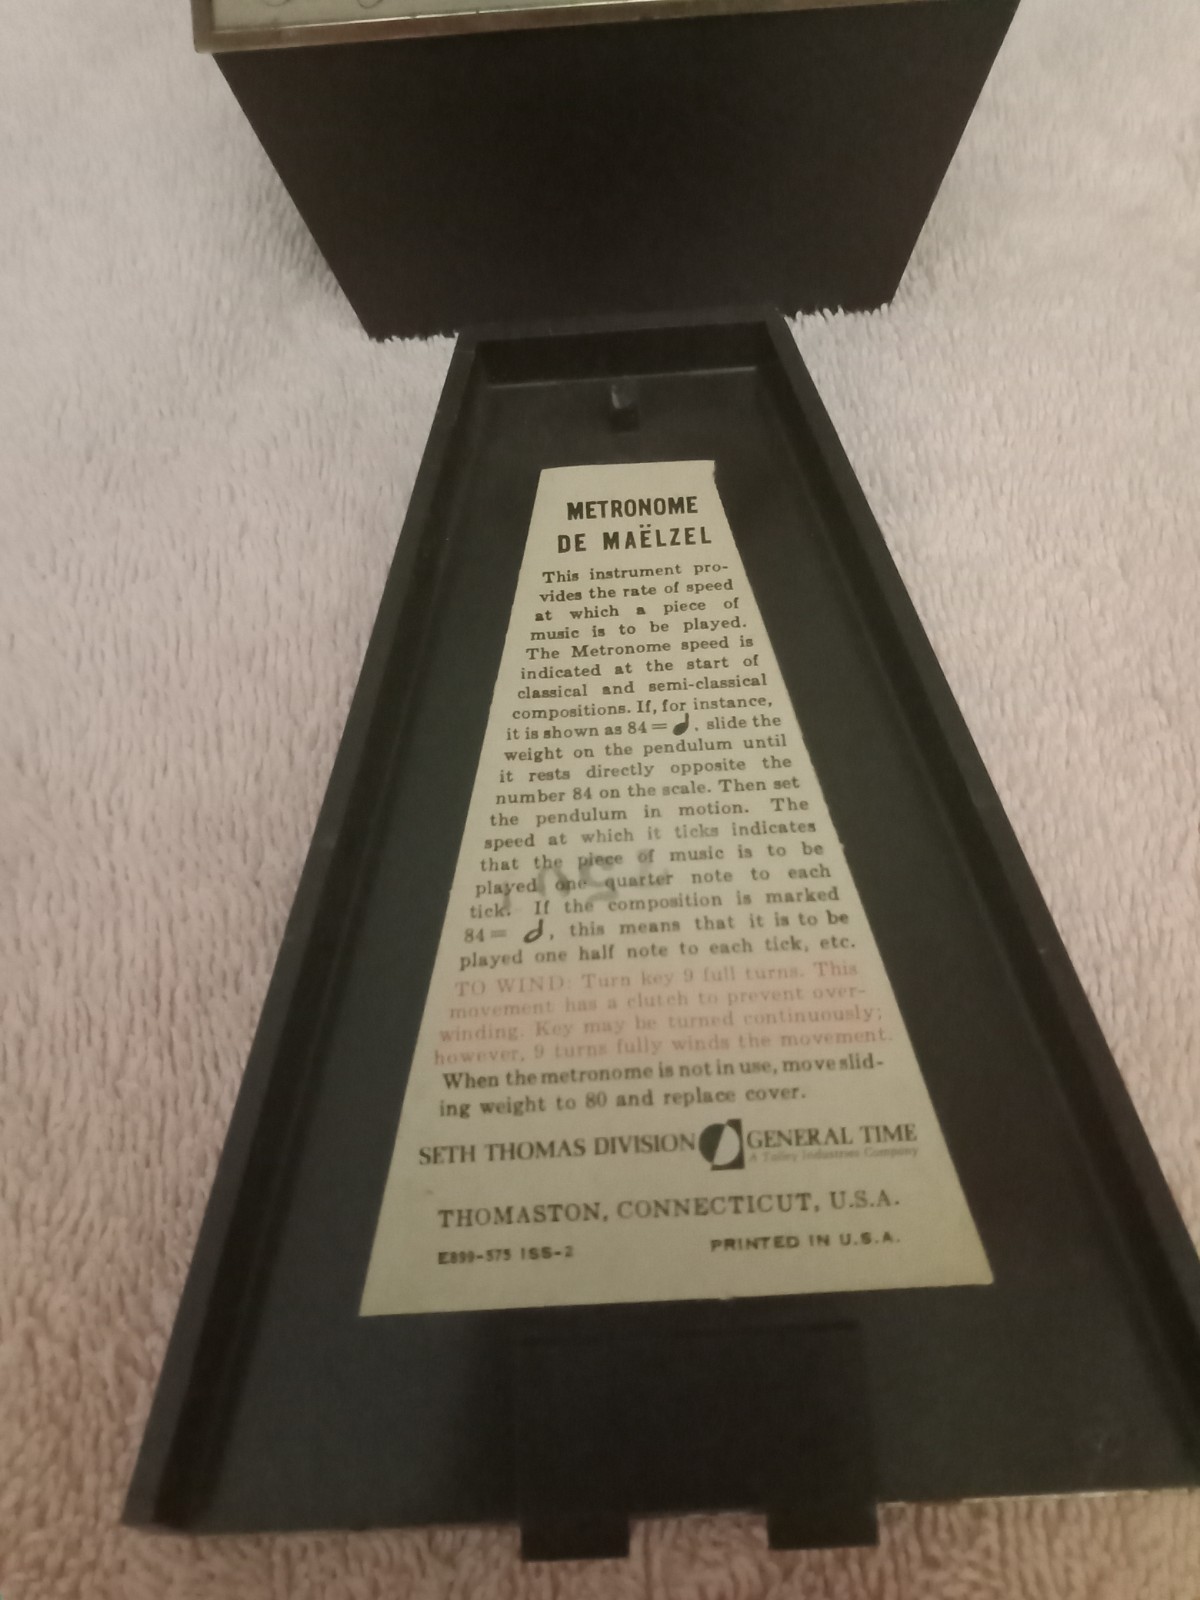 METRONOME
DE MAËLZEL
This instrument pro-
vides the rate of speed
at which a piece of
music is to be played.
The Metronome speed is
indicated at the start of
classical and semi-classical
compositions. If, for instance,
it is shown as 84 = ♩, slide the
weight on the pendulum until
it rests directly opposite the
number 84 on the scale. Then set
the pendulum in motion. The
speed at which it ticks indicates
that the piece of music is to be
played one quarter note to each
tick. If the composition is marked
84 = 𝅗𝅥, this means that it is to be
played one half note to each tick, etc.
TO WIND: Turn key 9 full turns. This
movement has a clutch to prevent over-
winding. Key may be turned continuously;
however, 9 turns fully winds the movement.
When the metronome is not in use, move slid-
ing weight to 80 and replace cover.
SETH THOMAS DIVISION GENERAL TIME
A Talley Industries Company
THOMASTON, CONNECTICUT, U.S.A.
E899-575 ISS-2 PRINTED IN U.S.A.